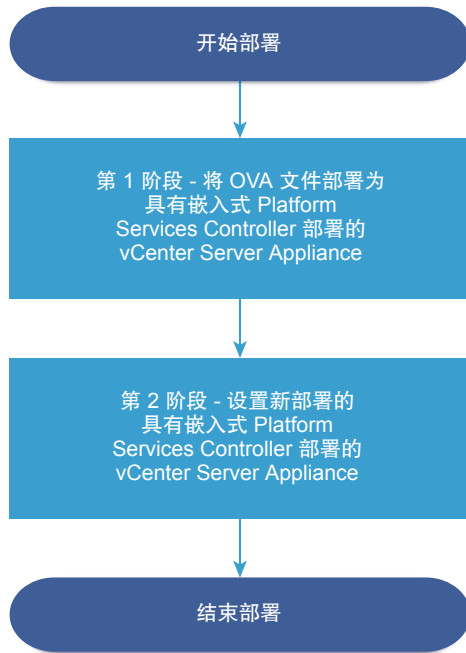 开始部署
第 1 阶段 - 将 OVA 文件部署为
具有嵌入式 Platform
Services Controller 部署的
vCenter Server Appliance
第 2 阶段 - 设置新部署的
具有嵌入式 Platform
Services Controller 部署的
vCenter Server Appliance
结束部署